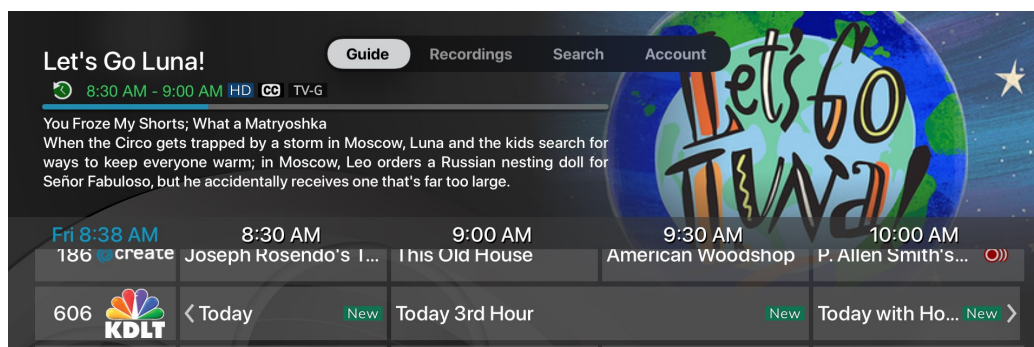 Guide Recordings Search Account
Let's Go Luna!
8:30 AM - 9:00 AM HD CC TV-G
You Froze My Shorts; What a Matryoshka
When the Circo gets trapped by a storm in Moscow, Luna and the kids search for
ways to keep everyone warm; in Moscow, Leo orders a Russian nesting doll for
Señor Fabuloso, but he accidentally receives one that's far too large.
Let's Go
Luna!
Fri 8:38 AM 8:30 AM 9:00 AM 9:30 AM 10:00 AM
186 create Joseph Rosendo's T... This Old House American Woodshop P. Allen Smith's...
606 KDLT Today New Today 3rd Hour New Today with Ho... New